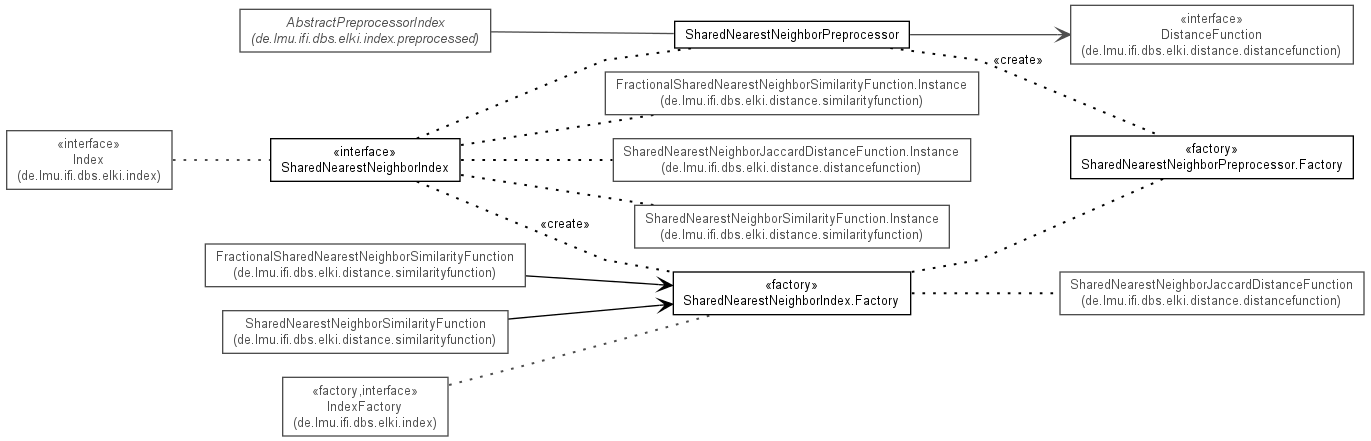 AbstractPreprocessorIndex
(de.lmu.ifi.dbs.elki.index.preprocessed)
SharedNearestNeighborPreprocessor
«interface»
DistanceFunction
(de.lmu.ifi.dbs.elki.distance.distancefunction)
«create»
FractionalSharedNearestNeighborSimilarityFunction.Instance
(de.lmu.ifi.dbs.elki.distance.similarityfunction)
«interface»
Index
(de.lmu.ifi.dbs.elki.index)
«interface»
SharedNearestNeighborIndex
SharedNearestNeighborJaccardDistanceFunction.Instance
(de.lmu.ifi.dbs.elki.distance.distancefunction)
«factory»
SharedNearestNeighborPreprocessor.Factory
SharedNearestNeighborSimilarityFunction.Instance
(de.lmu.ifi.dbs.elki.distance.similarityfunction)
«create»
FractionalSharedNearestNeighborSimilarityFunction
(de.lmu.ifi.dbs.elki.distance.similarityfunction)
«factory»
SharedNearestNeighborIndex.Factory
SharedNearestNeighborJaccardDistanceFunction
(de.lmu.ifi.dbs.elki.distance.distancefunction)
SharedNearestNeighborSimilarityFunction
(de.lmu.ifi.dbs.elki.distance.similarityfunction)
«factory,interface»
IndexFactory
(de.lmu.ifi.dbs.elki.index)